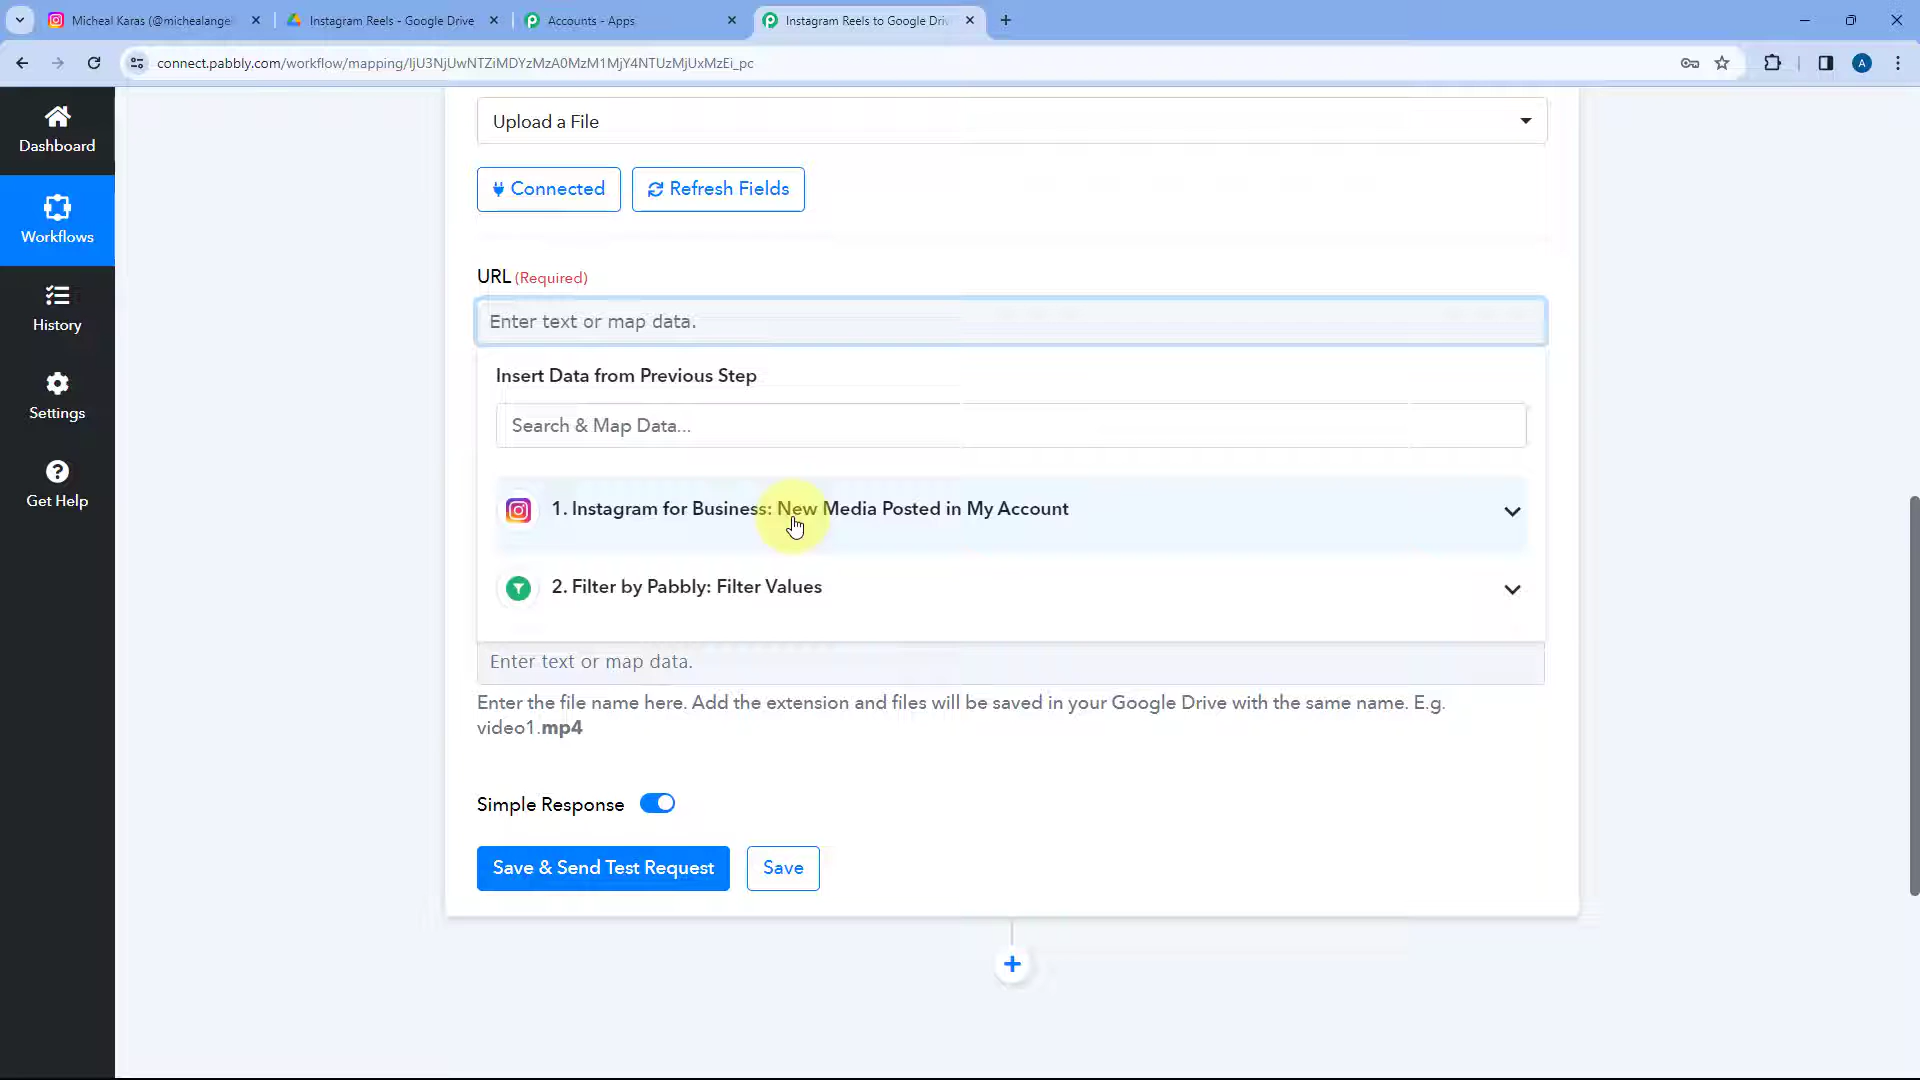 Micheal Karas (@michealange
Instagram Reels - Google Drive
Accounts - Apps
Instagram Reels to Google Driv
connect.pabbly.com/workflow/mapping/IjU3NjUwNTZiMDYzMzA0MzM1MjY4NTUzMjUxMzEi_pc
A
Dashboard
Workflows
History
Settings
Get Help
Upload a File
Connected
Refresh Fields
URL (Required)
Enter text or map data.
Insert Data from Previous Step
Search & Map Data...
1. Instagram for Business: New Media Posted in My Account
2. Filter by Pabbly: Filter Values
Enter text or map data.
Enter the file name here. Add the extension and files will be saved in your Google Drive with the same name. E.g.
video1.mp4
Simple Response
Save & Send Test Request
Save